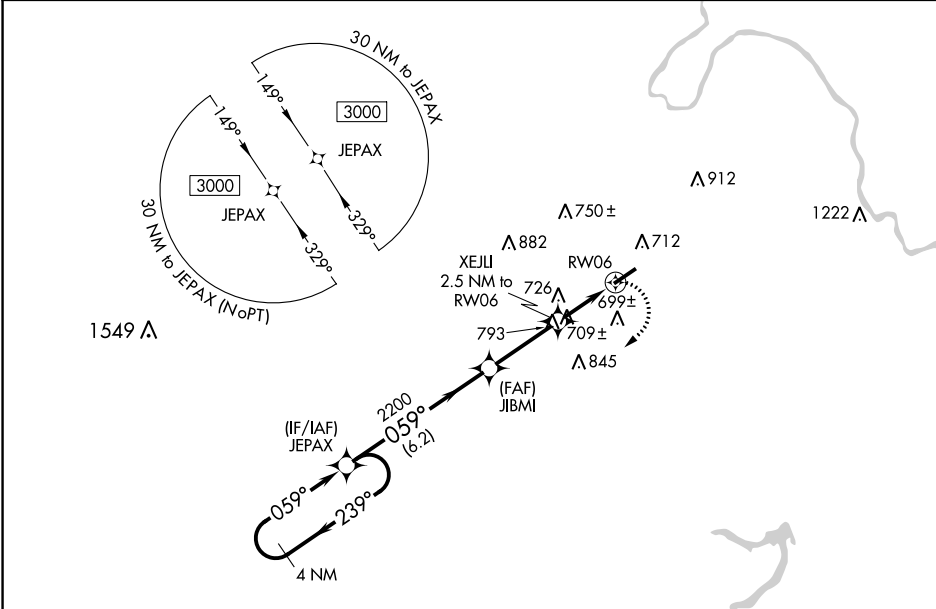 30 NM to JEPAX
149°
3000
JEPAX
329°
149°
3000
JEPAX
329°
30 NM to JEPAX (NoPT)
912
750±
1222
882
712
XEJLI
2.5 NM to
RW06
RW06
726
699±
1549
793
709±
845
(FAF)
JIBMI
2200
059°
(6.2)
(IF/IAF)
JEPAX
059°
239°
4 NM